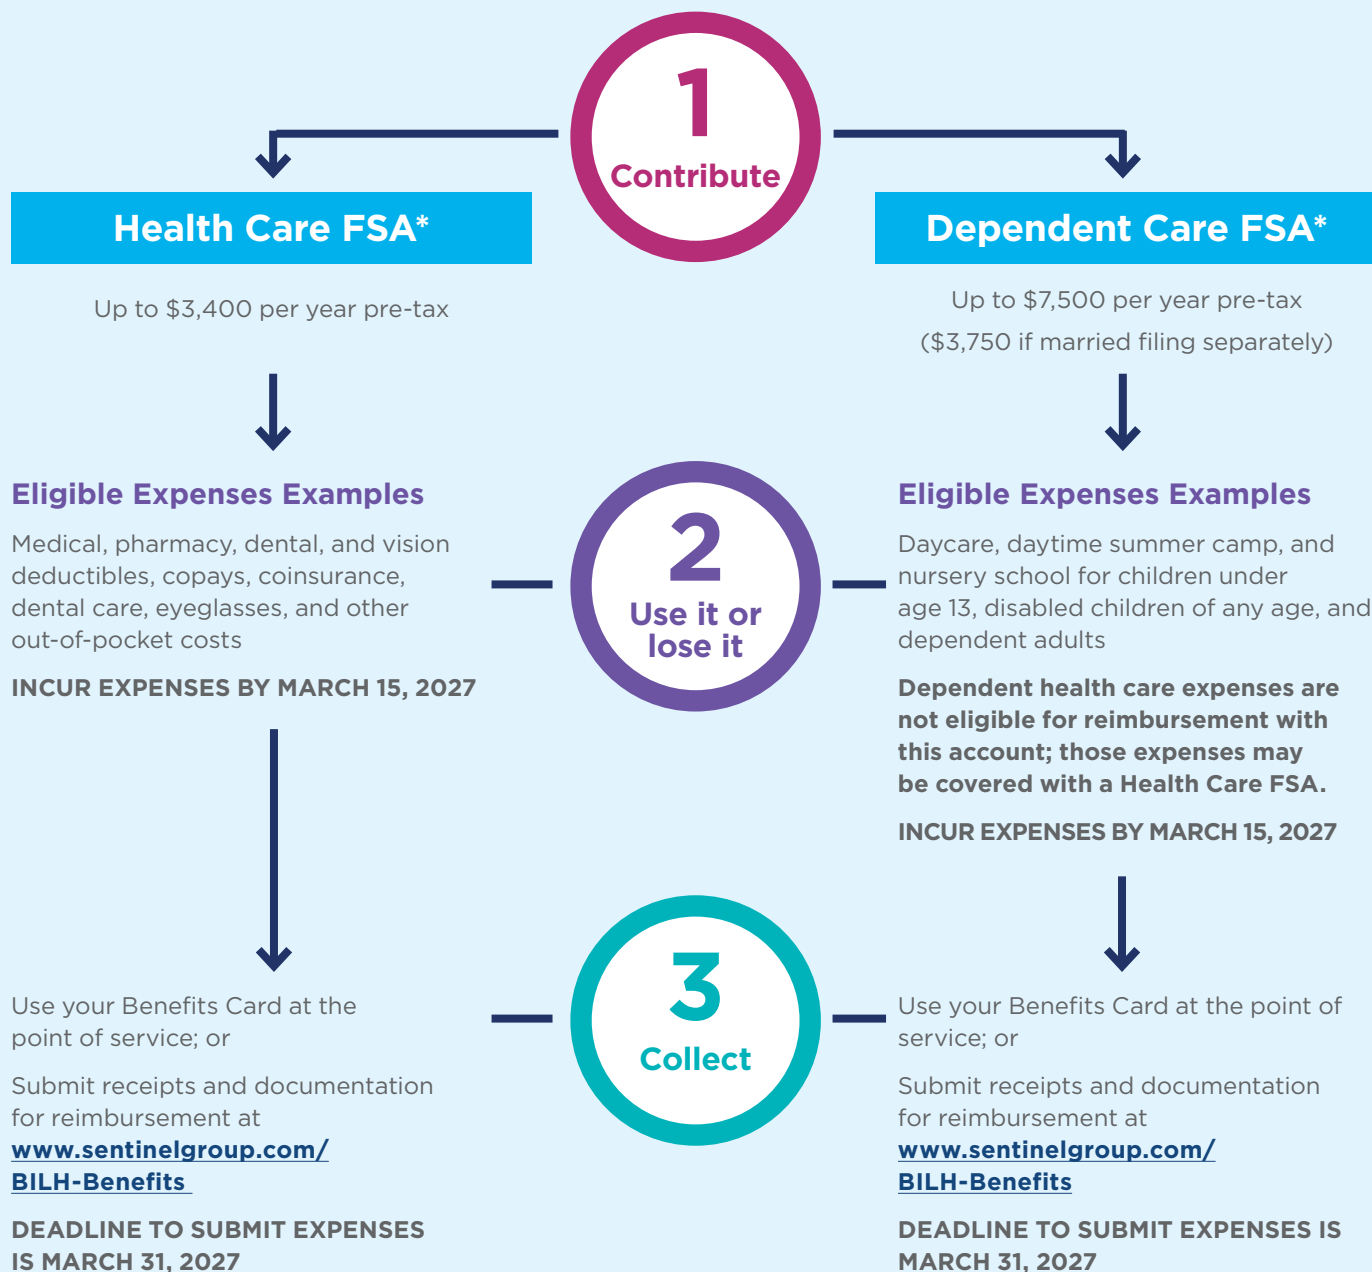 1
Contribute
Health Care FSA*
Up to $3,400 per year pre-tax
Dependent Care FSA*
Up to $7,500 per year pre-tax
($3,750 if married filing separately)
2
Use it or
lose it
Eligible Expenses Examples
Medical, pharmacy, dental, and vision
deductibles, copays, coinsurance,
dental care, eyeglasses, and other
out-of-pocket costs
INCUR EXPENSES BY MARCH 15, 2027
Eligible Expenses Examples
Daycare, daytime summer camp, and
nursery school for children under
age 13, disabled children of any age, and
dependent adults
Dependent health care expenses are
not eligible for reimbursement with
this account; those expenses may
be covered with a Health Care FSA.
INCUR EXPENSES BY MARCH 15, 2027
3
Collect
Use your Benefits Card at the
point of service; or
Submit receipts and documentation
for reimbursement at
www.sentinelgroup.com/
BILH-Benefits
DEADLINE TO SUBMIT EXPENSES
IS MARCH 31, 2027
Use your Benefits Card at the point of
service; or
Submit receipts and documentation
for reimbursement at
www.sentinelgroup.com/
BILH-Benefits
DEADLINE TO SUBMIT EXPENSES IS
MARCH 31, 2027